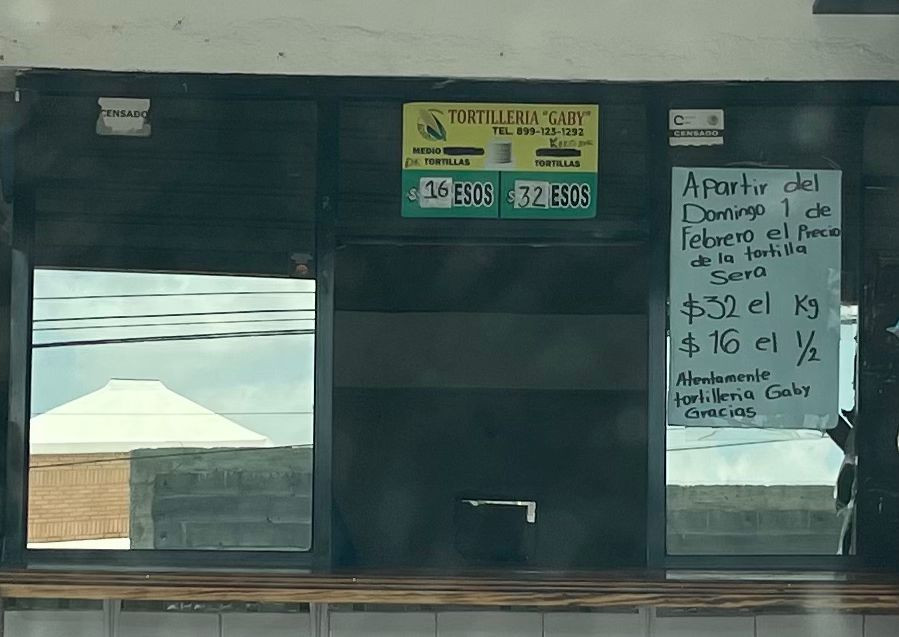 CENSADO
TORTILLERIA "GABY"
TEL. 899-123-1292
MEDIO
TORTILLAS
TORTILLAS
$16 ESOS
$32 ESOS
CENSADO
Apartir del
Domingo 1 de
Febrero el Precio
de la tortilla
Sera
$32 el Kg
$16 el 1/2
Atentamente
tortilleria Gaby
Gracias